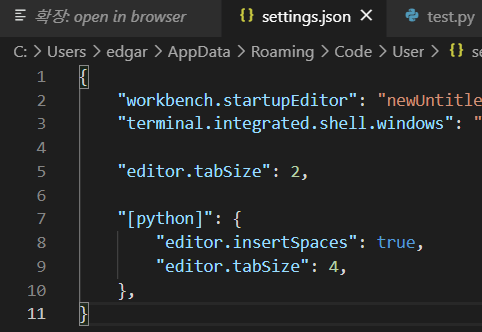 확장: open in browser
{} settings.json ×
test.py
C: > Users > edgar > AppData > Roaming > Code > User > {}
1 {
2 "workbench.startupEditor": "newUntitle
3 "terminal.integrated.shell.windows": "
4
5 "editor.tabSize": 2,
6
7 "[python]": {
8 "editor.insertSpaces": true,
9 "editor.tabSize": 4,
10 },
11 }